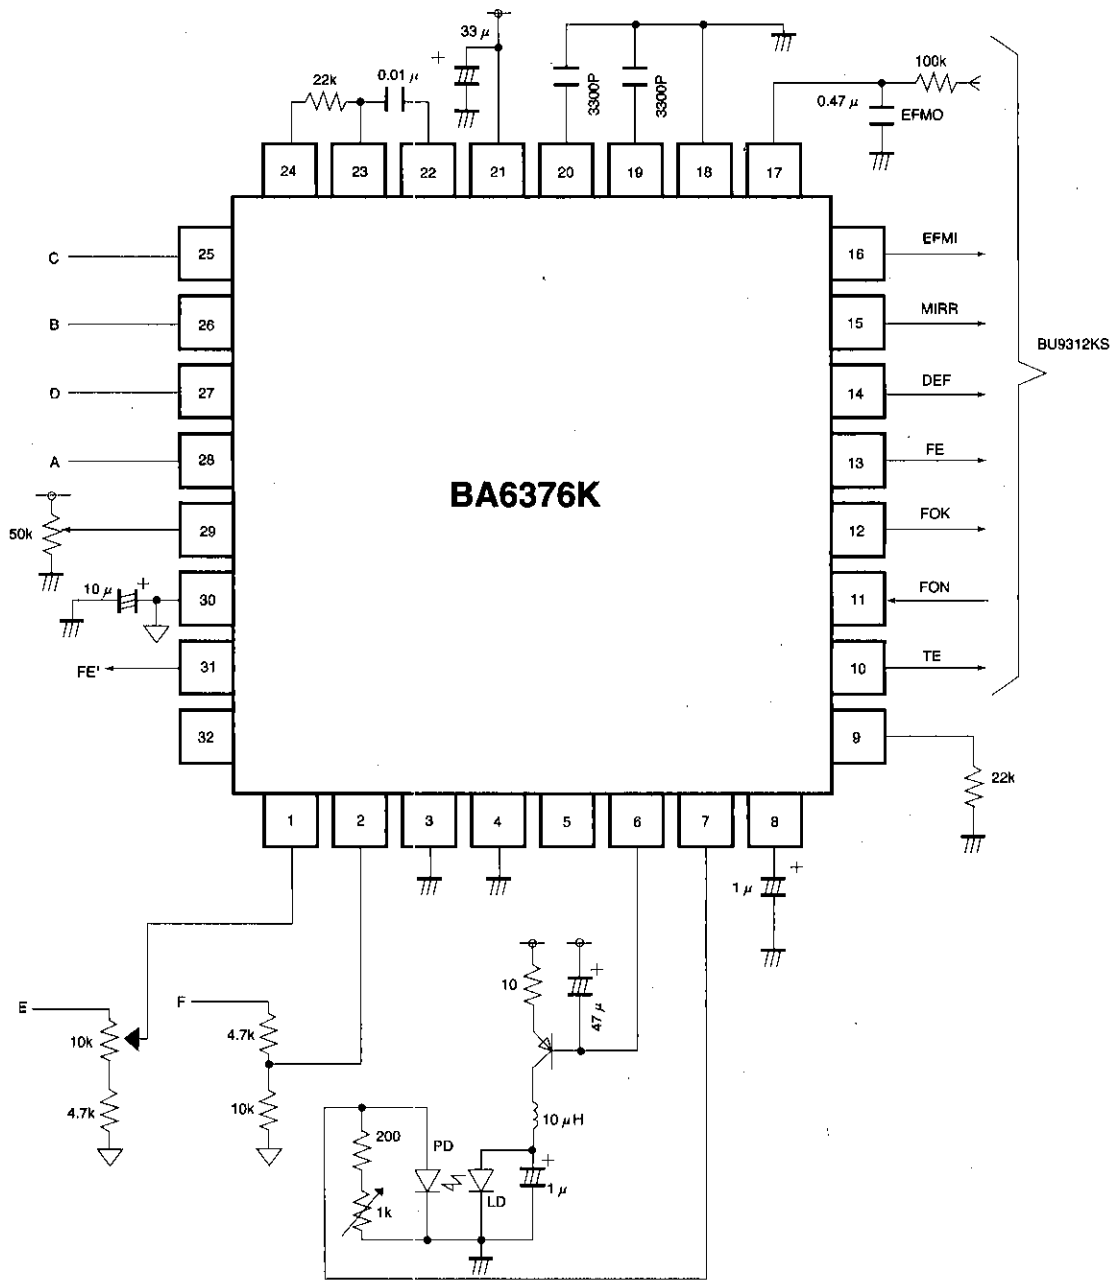 33 μ
+
22k
0.01 μ
3300P
3300P
100k
0.47 μ
EFMO
24
23
22
21
20
19
18
17
C
25
16
EFMI
B
26
15
MIRR
BU9312KS
D
27
14
DEF
A
28
13
FE
BA6376K
50k
29
12
FOK
10 μ
+
30
11
FON
FE'
31
10
TE
32
9
22k
1
2
3
4
5
6
7
8
+
1 μ
E
10k
4.7k
F
4.7k
10k
10
+
47 μ
10 μH
200
PD
1k
LD
+
1 μ